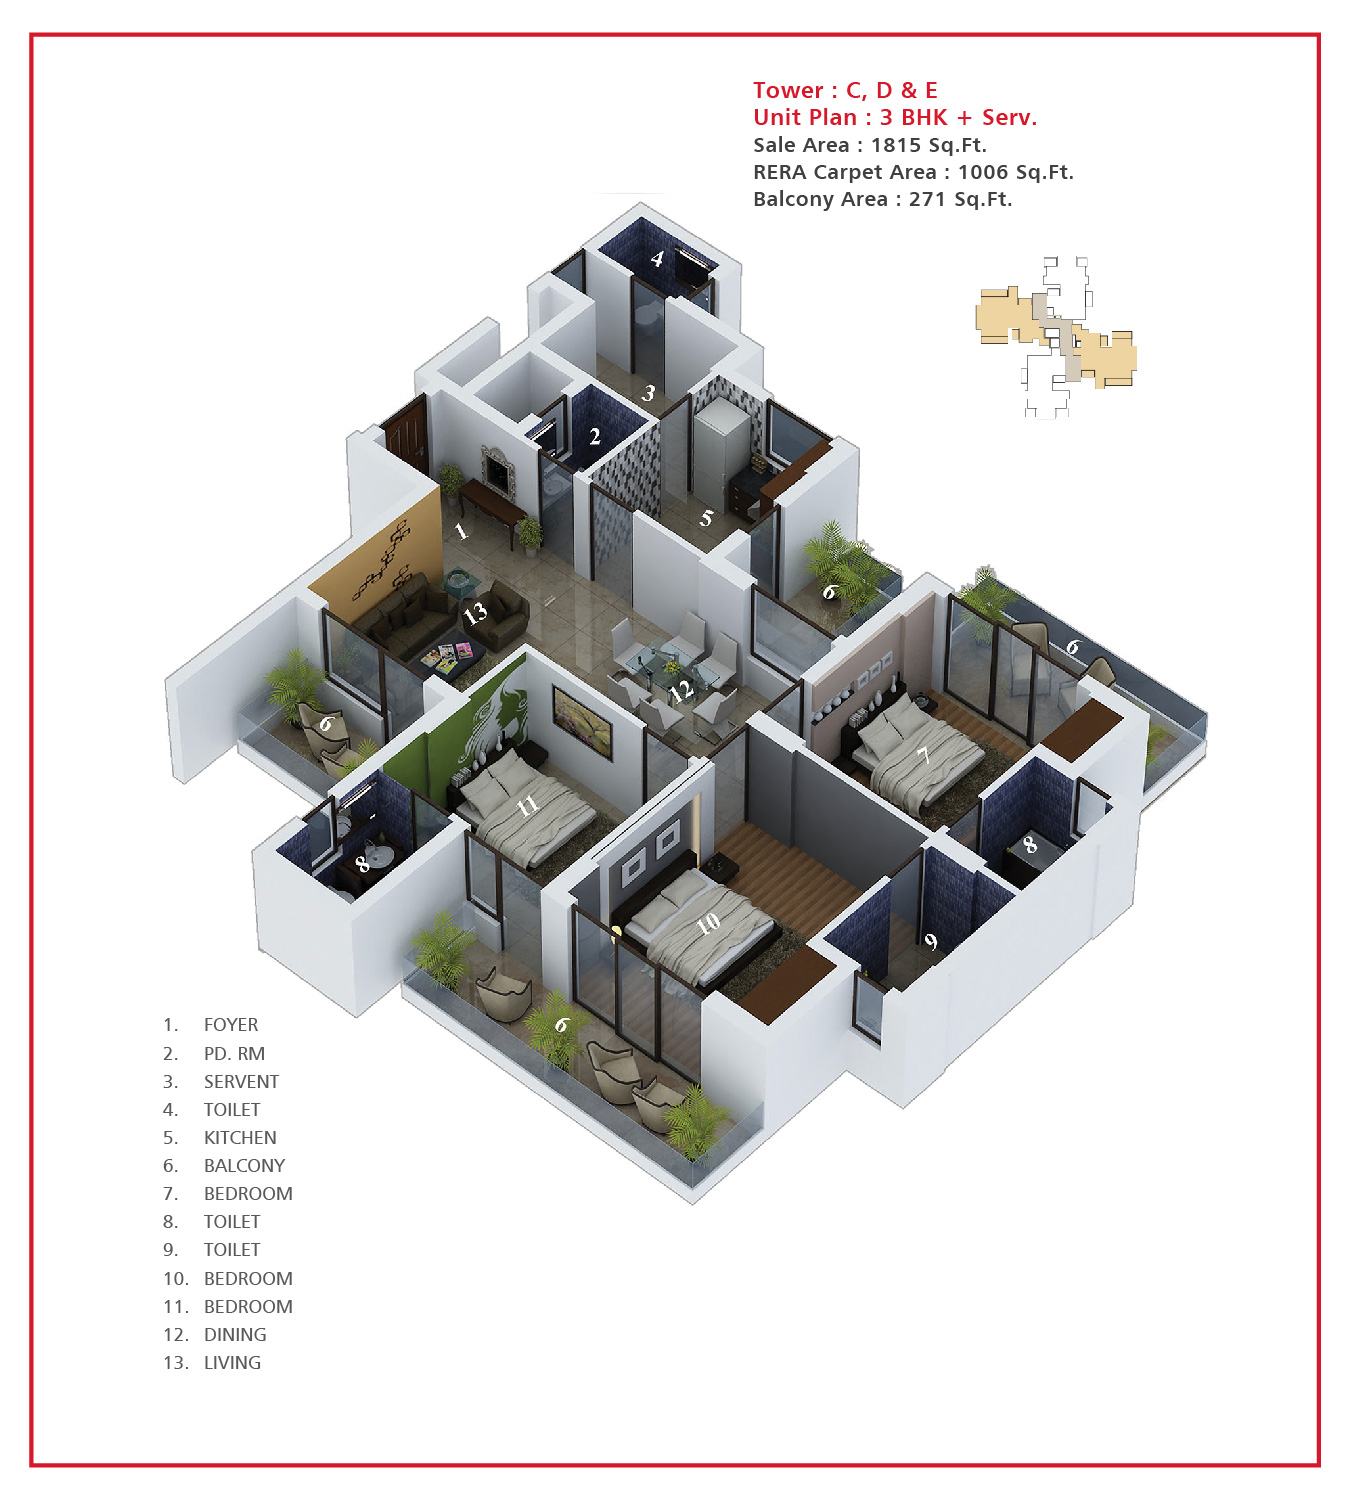 Tower : C, D & E
Unit Plan : 3 BHK + Serv.
Sale Area : 1815 Sq.Ft.
RERA Carpet Area : 1006 Sq.Ft.
Balcony Area : 271 Sq.Ft.
4
3
2
5
1
6
13
12
6
7
6
11
8
8
10
9
6
1. FOYER
2. PD. RM
3. SERVENT
4. TOILET
5. KITCHEN
6. BALCONY
7. BEDROOM
8. TOILET
9. TOILET
10. BEDROOM
11. BEDROOM
12. DINING
13. LIVING